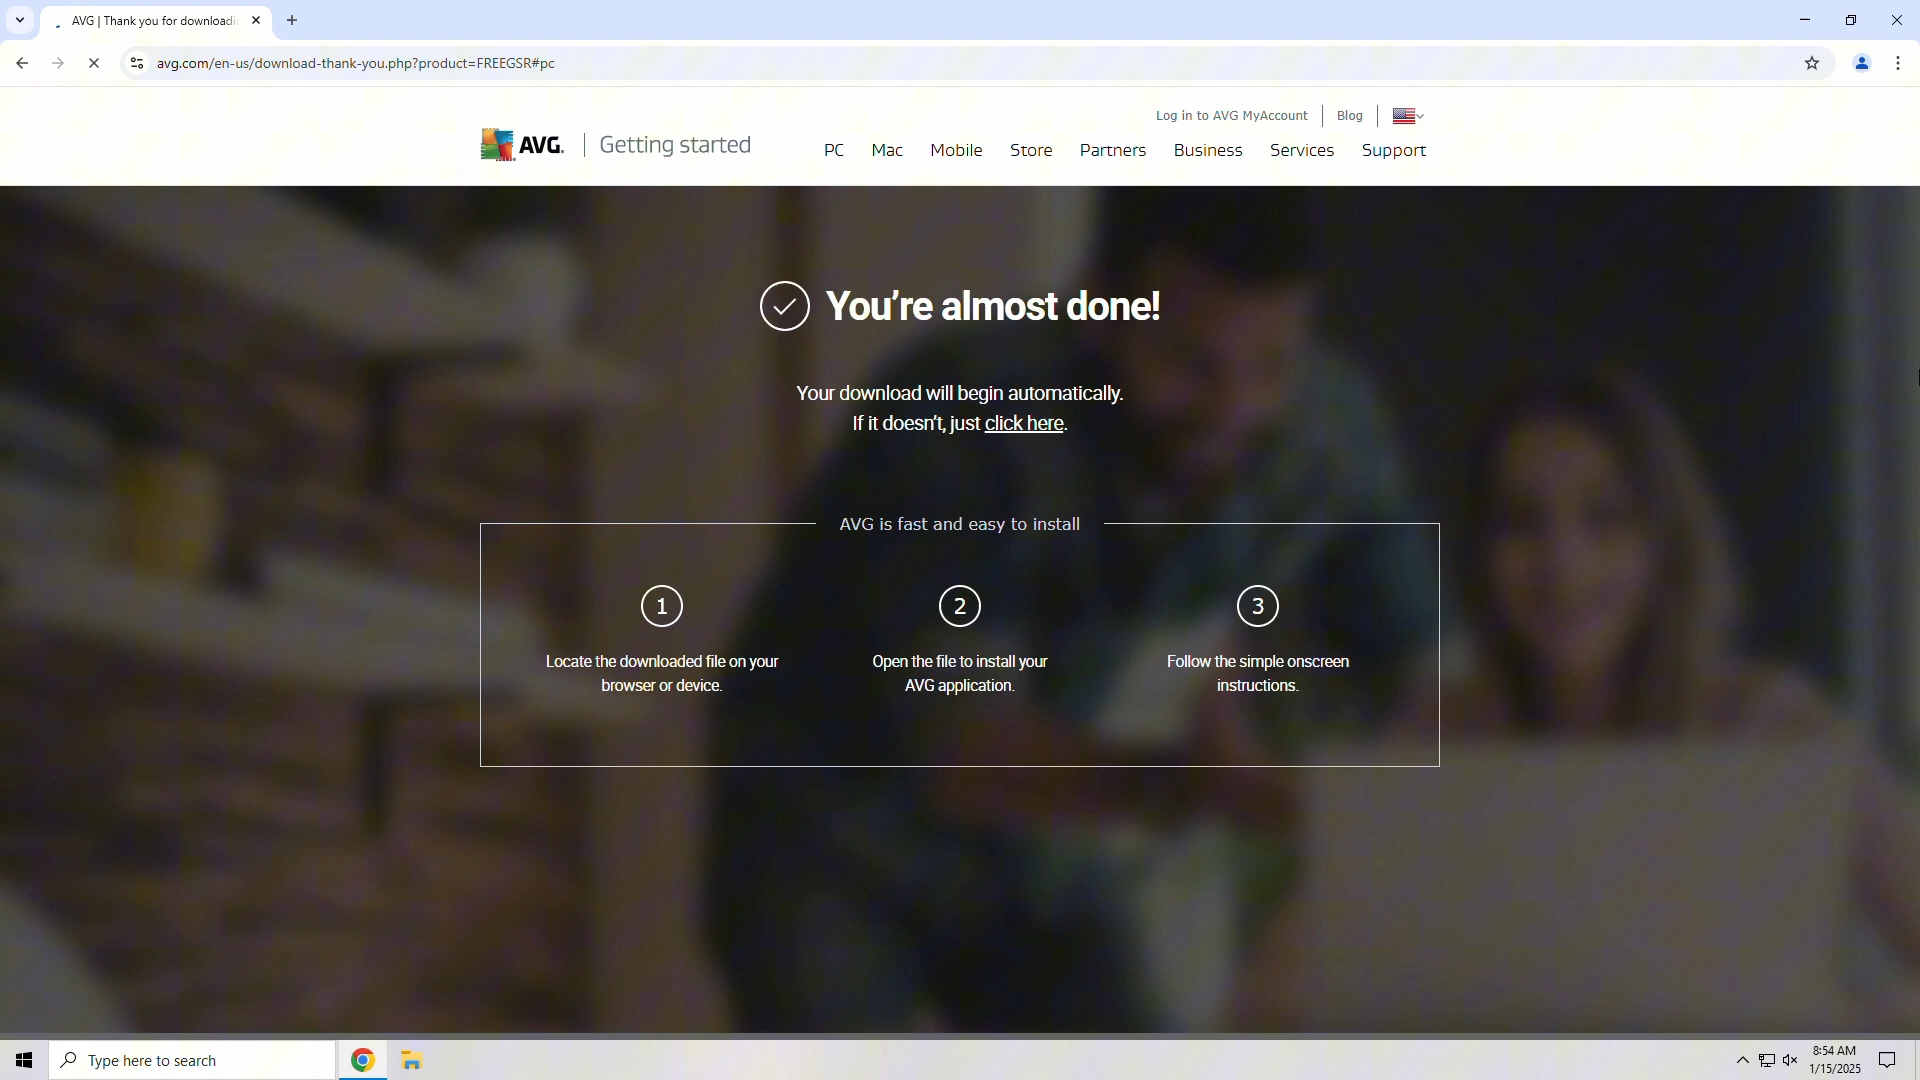 AVG | Thank you for downloadi
avg.com/en-us/download-thank-you.php?product=FREEGSR#pc
Log in to AVG MyAccount
Blog
AVG.
Getting started
PC
Mac
Mobile
Store
Partners
Business
Services
Support
You're almost done!
Your download will begin automatically.
If it doesn't, just click here.
AVG is fast and easy to install
1
2
3
Locate the downloaded file on your
browser or device.
Open the file to install your
AVG application.
Follow the simple onscreen
instructions.
Type here to search
8:54 AM
1/15/2025